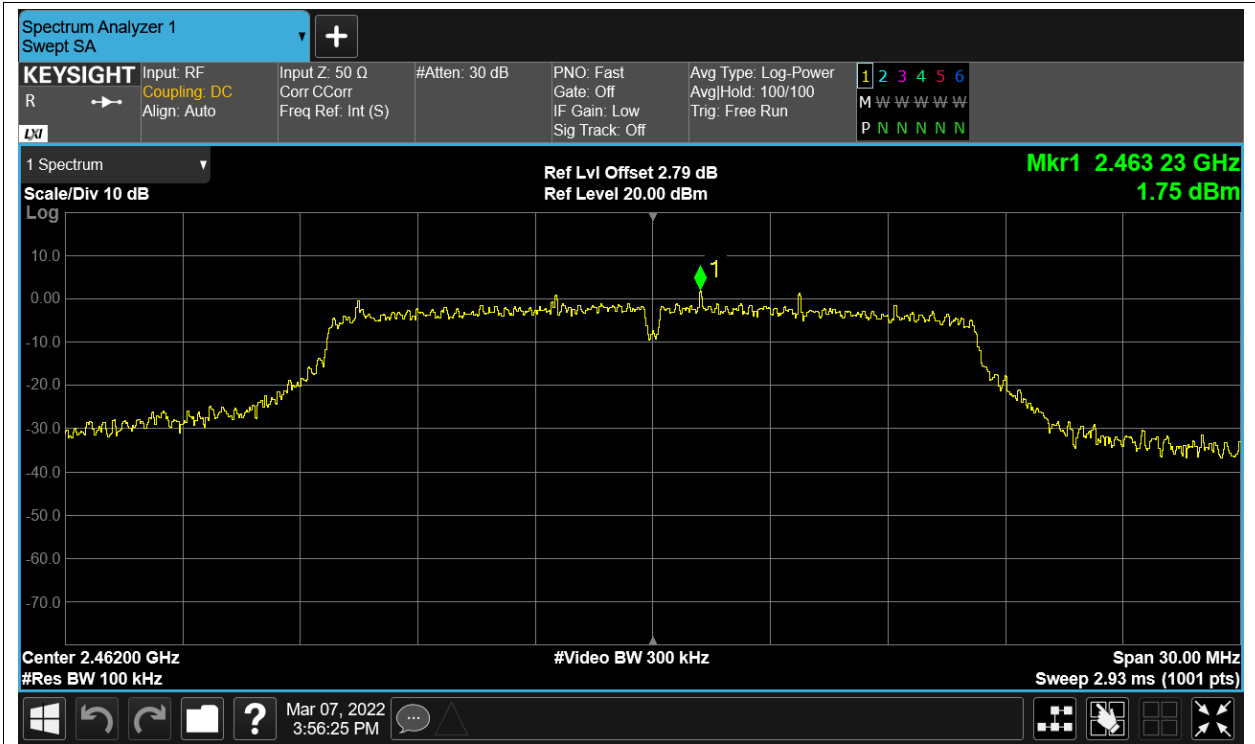 Spectrum Analyzer 1
Swept SA
KEYSIGHT
R
LXI
Input: RF
Coupling: DC
Align: Auto
Input Z: 50 Ω
Corr CCorr
Freq Ref: Int (S)
#Atten: 30 dB
PNO: Fast
Gate: Off
IF Gain: Low
Sig Track: Off
Avg Type: Log-Power
Avg|Hold: 100/100
Trig: Free Run
1 2 3 4 5 6
M W W W W W
P N N N N N
1 Spectrum
Scale/Div 10 dB
Log
Ref Lvl Offset 2.79 dB
Ref Level 20.00 dBm
Mkr1 2.463 23 GHz
1.75 dBm
1
10.0
0.00
-10.0
-20.0
-30.0
-40.0
-50.0
-60.0
-70.0
Center 2.46200 GHz
#Video BW 300 kHz
Span 30.00 MHz
#Res BW 100 kHz
Sweep 2.93 ms (1001 pts)
?
Mar 07, 2022
3:56:25 PM